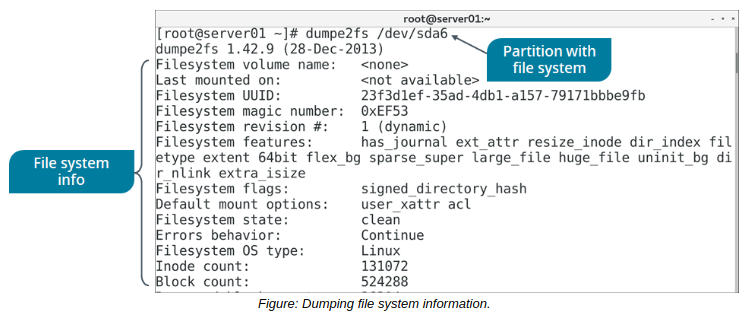 root@server01:~
[root@server01 ~]# dumpe2fs /dev/sda6
dumpe2fs 1.42.9 (28-Dec-2013)
Partition with
file system
Filesystem volume name:   <none>
Last mounted on:          <not available>
Filesystem UUID:          23f3d1ef-35ad-4db1-a157-79171bbbe9fb
Filesystem magic number:  0xEF53
Filesystem revision #:    1 (dynamic)
Filesystem features:      has_journal ext_attr resize_inode dir_index fil
etype extent 64bit flex_bg sparse_super large_file huge_file uninit_bg di
r_nlink extra_isize
File system
info
Filesystem flags:         signed_directory_hash
Default mount options:    user_xattr acl
Filesystem state:         clean
Errors behavior:          Continue
Filesystem OS type:       Linux
Inode count:              131072
Block count:              524288
Figure: Dumping file system information.